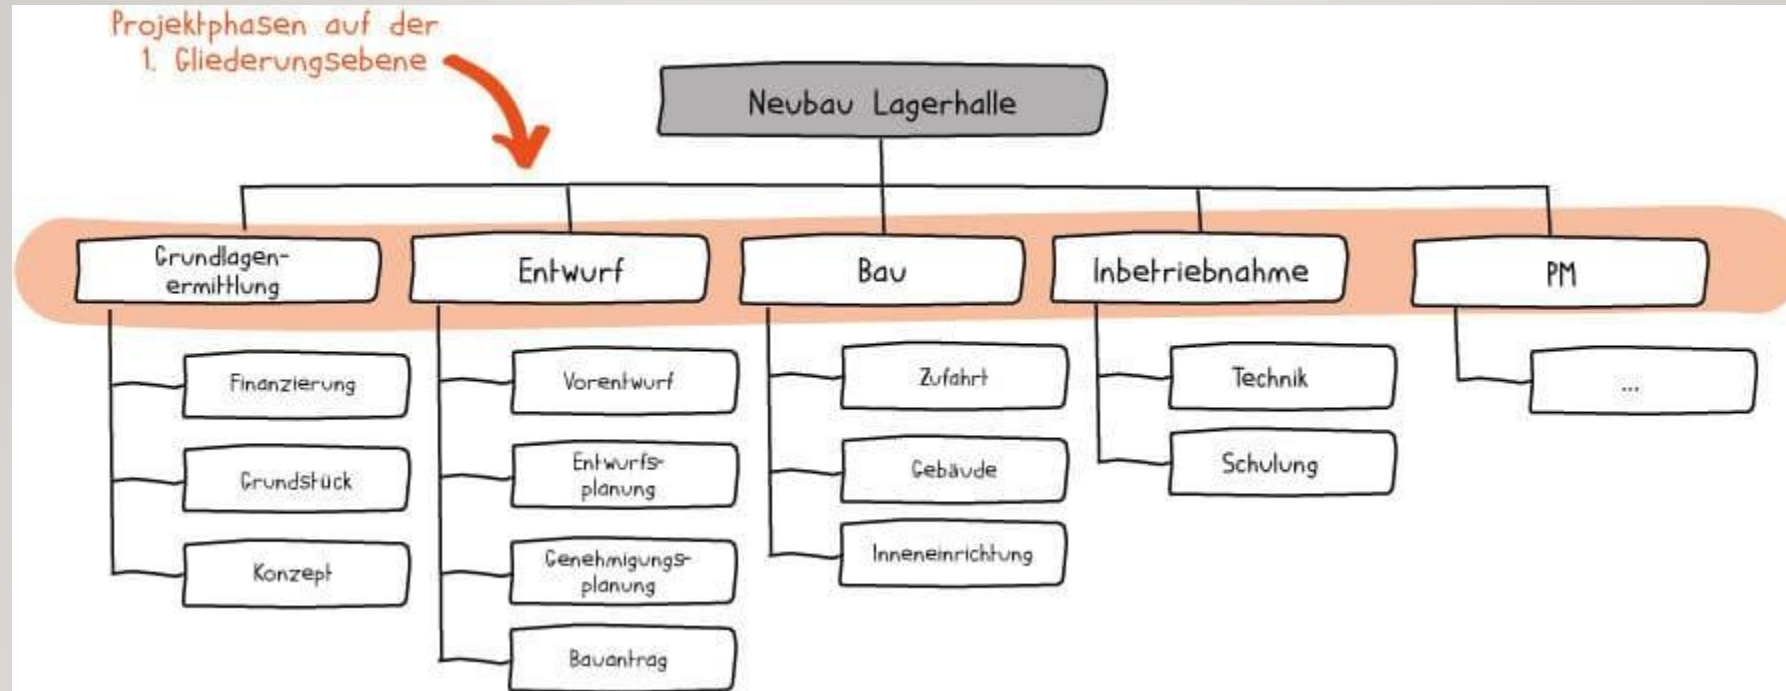 Projektphasen auf der
1. Gliederungsebene
Neubau Lagerhalle
Grundlagen-
ermittlung
Entwurf
Bau
Inbetriebnahme
PM
Finanzierung
Grundstück
Konzept
Vorentwurf
Entwurfs-
planung
Genehmigungs-
planung
Bauantrag
Zufahrt
Gebäude
Inneneinrichtung
Technik
Schulung
...